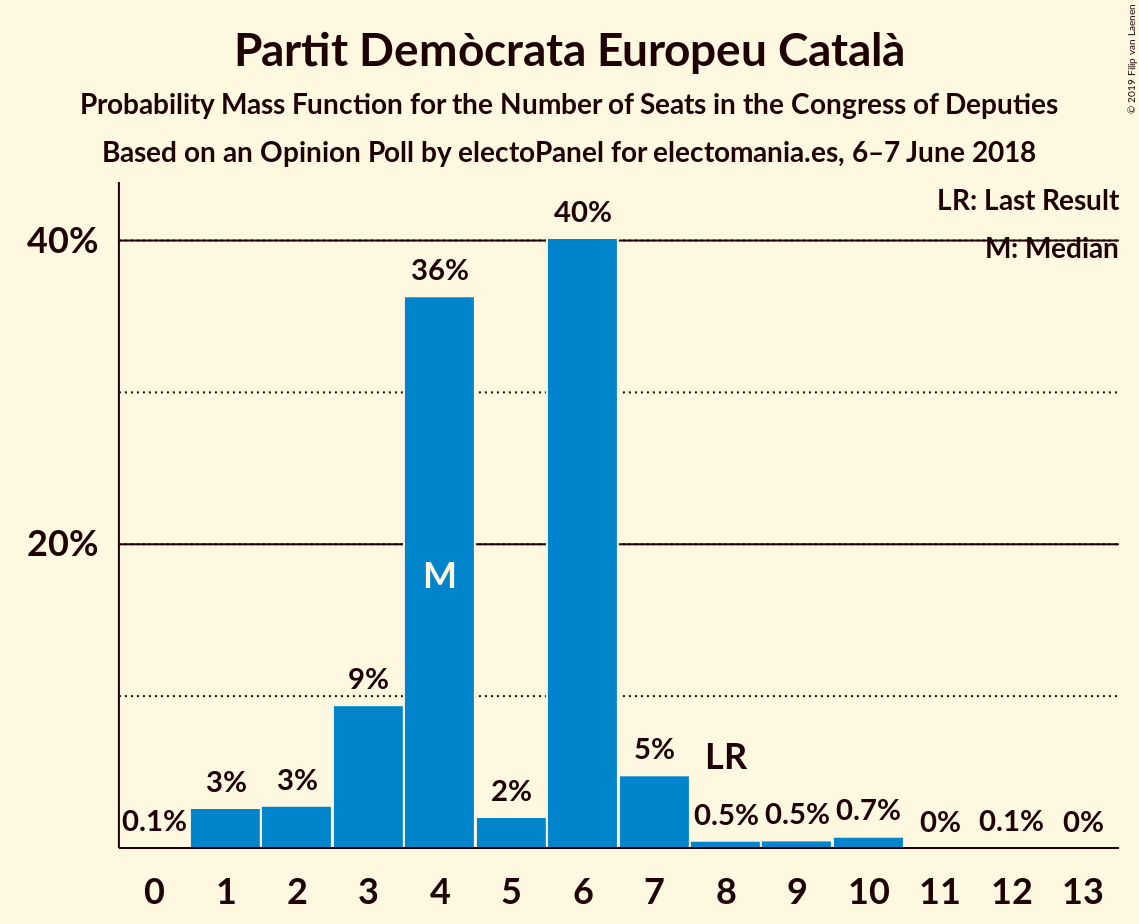 Partit Demòcrata Europeu Català
Probability Mass Function for the Number of Seats in the Congress of Deputies
Based on an Opinion Poll by electoPanel for electomania.es, 6–7 June 2018
© 2019 Filip van Laenen
LR: Last Result
M: Median
40%
20%
0.1%
3%
3%
9%
36%
M
2%
40%
5%
LR
0.5%
0.5%
0.7%
0%
0.1%
0%
0 1 2 3 4 5 6 7 8 9 10 11 12 13